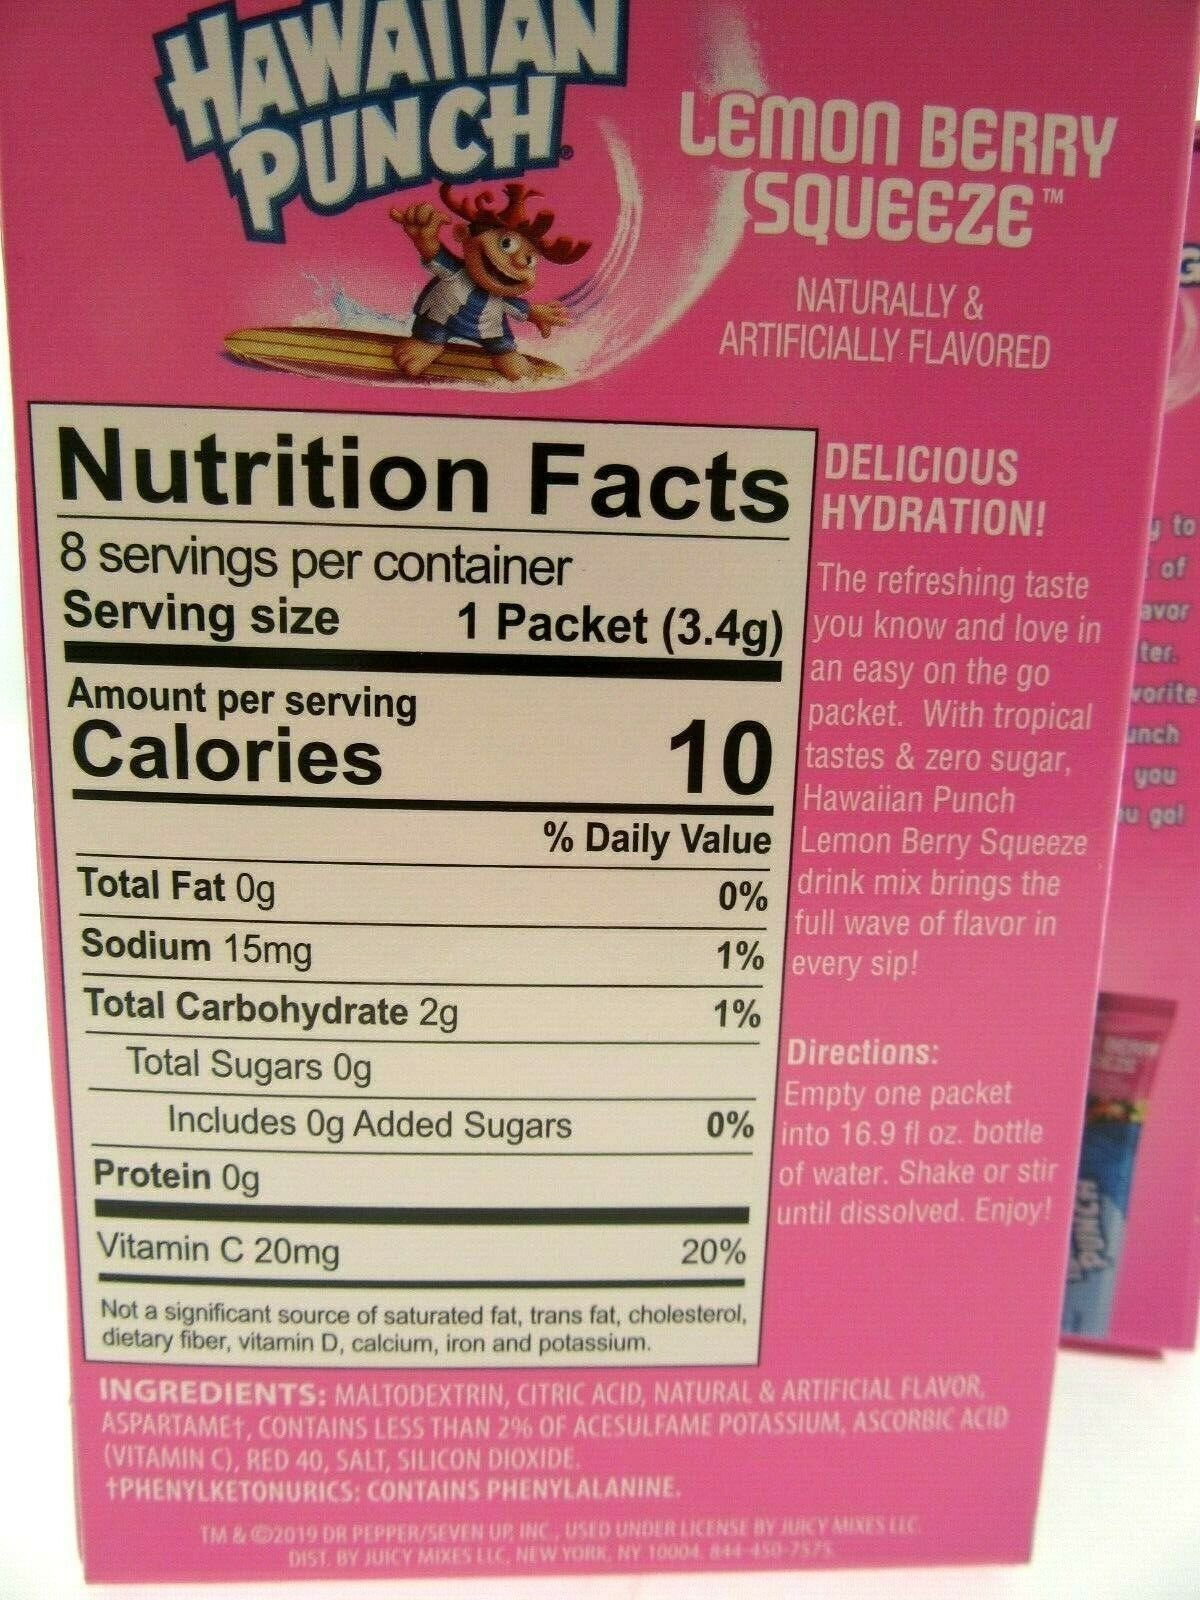 HAWAIIAN
PUNCH®
LEMON BERRY
SQUEEZE™
NATURALLY &
ARTIFICIALLY FLAVORED
Nutrition Facts
8 servings per container
Serving size 1 Packet (3.4g)
Amount per serving
Calories 10
% Daily Value
Total Fat 0g 0%
Sodium 15mg 1%
Total Carbohydrate 2g 1%
Total Sugars 0g
Includes 0g Added Sugars 0%
Protein 0g
Vitamin C 20mg 20%
Not a significant source of saturated fat, trans fat, cholesterol,
dietary fiber, vitamin D, calcium, iron and potassium.
DELICIOUS
HYDRATION!
The refreshing taste
you know and love in
an easy on the go
packet. With tropical
tastes & zero sugar,
Hawaiian Punch
Lemon Berry Squeeze
drink mix brings the
full wave of flavor in
every sip!
Directions:
Empty one packet
into 16.9 fl oz. bottle
of water. Shake or stir
until dissolved. Enjoy!
INGREDIENTS: MALTODEXTRIN, CITRIC ACID, NATURAL & ARTIFICIAL FLAVOR,
ASPARTAME†, CONTAINS LESS THAN 2% OF ACESULFAME POTASSIUM, ASCORBIC ACID
(VITAMIN C), RED 40, SALT, SILICON DIOXIDE.
†PHENYLKETONURICS: CONTAINS PHENYLALANINE.
TM & ©2019 DR PEPPER/SEVEN UP, INC., USED UNDER LICENSE BY JUICY MIXES LLC.
DIST. BY JUICY MIXES LLC, NEW YORK, NY 10004 844-450-7575
to
of
you
go!
PUNCH